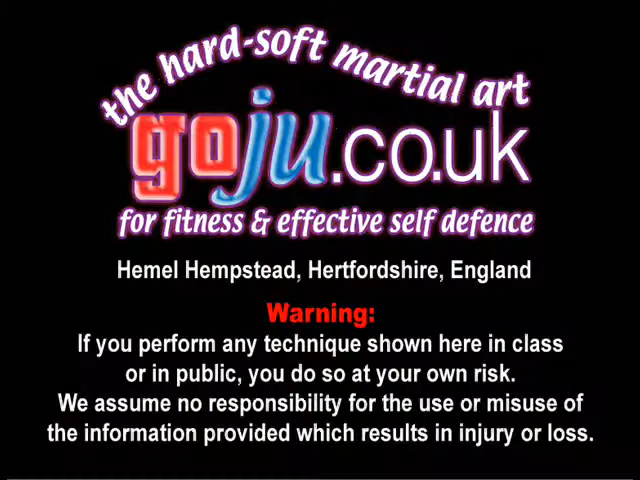 the hard-soft martial art
goju.co.uk
for fitness & effective self defence
Hemel Hempstead, Hertfordshire, England
Warning:
If you perform any technique shown here in class
or in public, you do so at your own risk.
We assume no responsibility for the use or misuse of
the information provided which results in injury or loss.